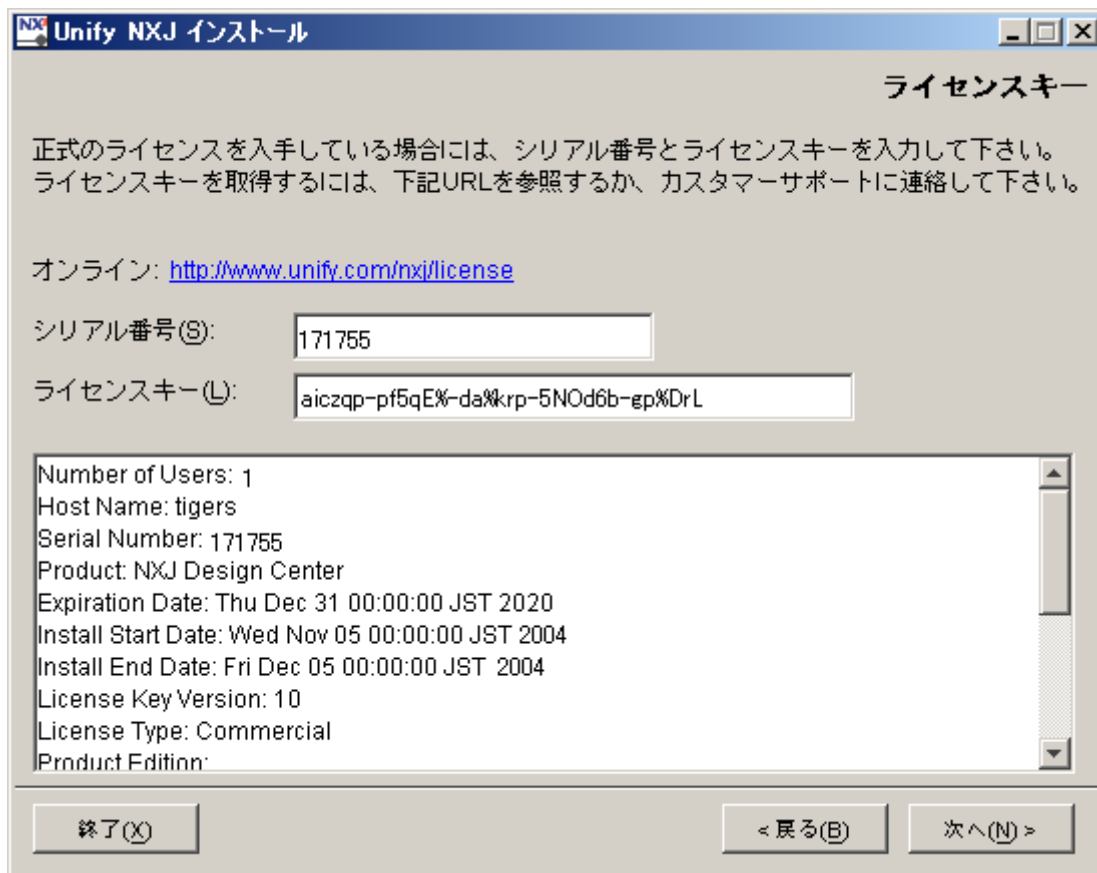 Unify NXJ インストール
ライセンスキー
正式のライセンスを入手している場合には、シリアル番号とライセンスキーを入力して下さい。
ライセンスキーを取得するには、下記URLを参照するか、カスタマーサポートに連絡して下さい。
オンライン: http://www.unify.com/nxj/license
シリアル番号(S): 171755
ライセンスキー(L): aiczqp-pf5qE%-da%krp-5NOd6b-gp%DrL
Number of Users: 1
Host Name: tigers
Serial Number: 171755
Product: NXJ Design Center
Expiration Date: Thu Dec 31 00:00:00 JST 2020
Install Start Date: Wed Nov 05 00:00:00 JST 2004
Install End Date: Fri Dec 05 00:00:00 JST 2004
License Key Version: 10
License Type: Commercial
Product Edition:
終了(X) < 戻る(B) 次へ(N) >